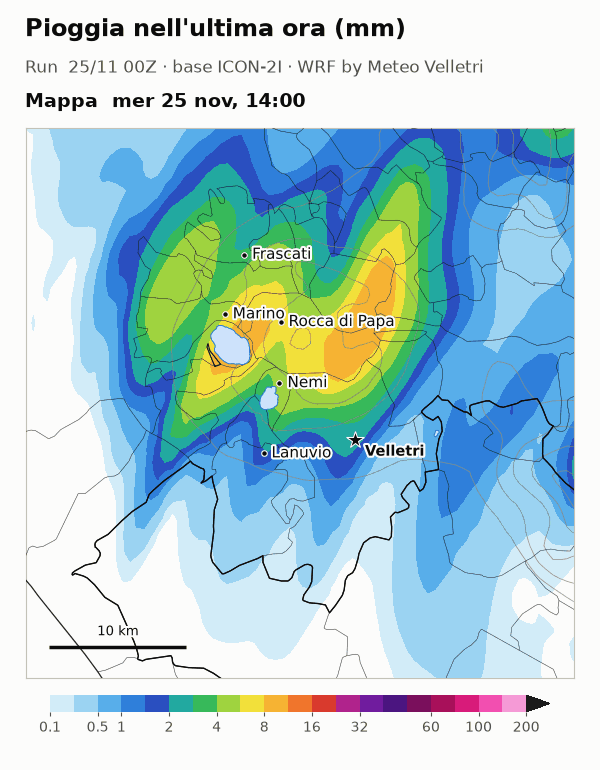 Pioggia nell'ultima ora (mm)
Run  25/11 00Z · base ICON-2I · WRF by Meteo Velletri
Mappa  mer 25 nov, 14:00
Frascati
Marino
Rocca di Papa
Nemi
Velletri
Lanuvio
10 km
0.1 0.5 1 2 4 8 16 32 60 100 200